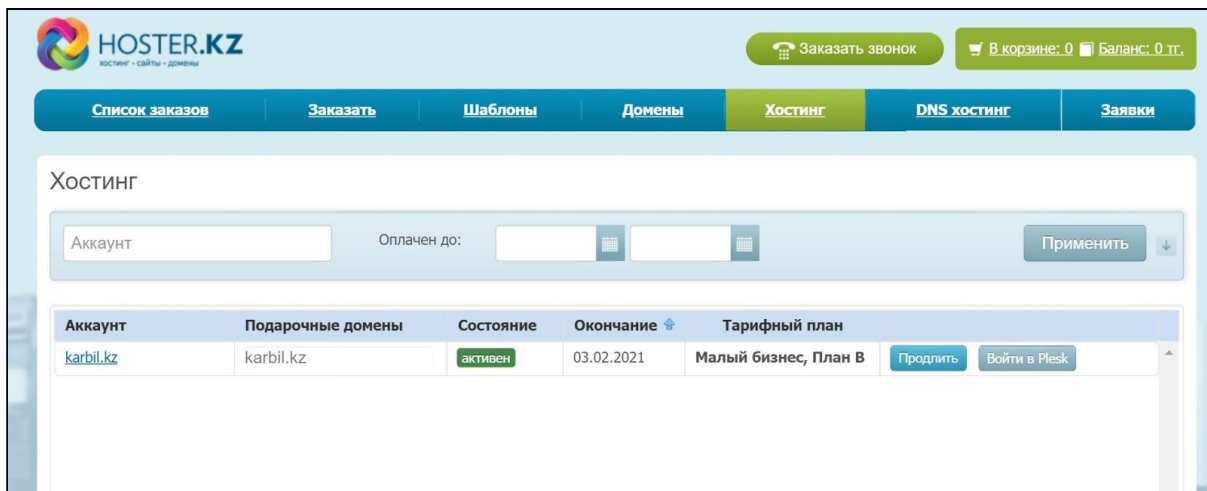 HOSTER.KZ
хостинг • сайты • домены
Заказать звонок
В корзине: 0 Баланс: 0 тг.
Список заказов Заказать Шаблоны Домены Хостинг DNS хостинг Заявки
Хостинг
Аккаунт Оплачен до: Применить
Аккаунт Подарочные домены Состояние Окончание Тарифный план
karbil.kz karbil.kz активен 03.02.2021 Малый бизнес, План В Продлить Войти в Plesk